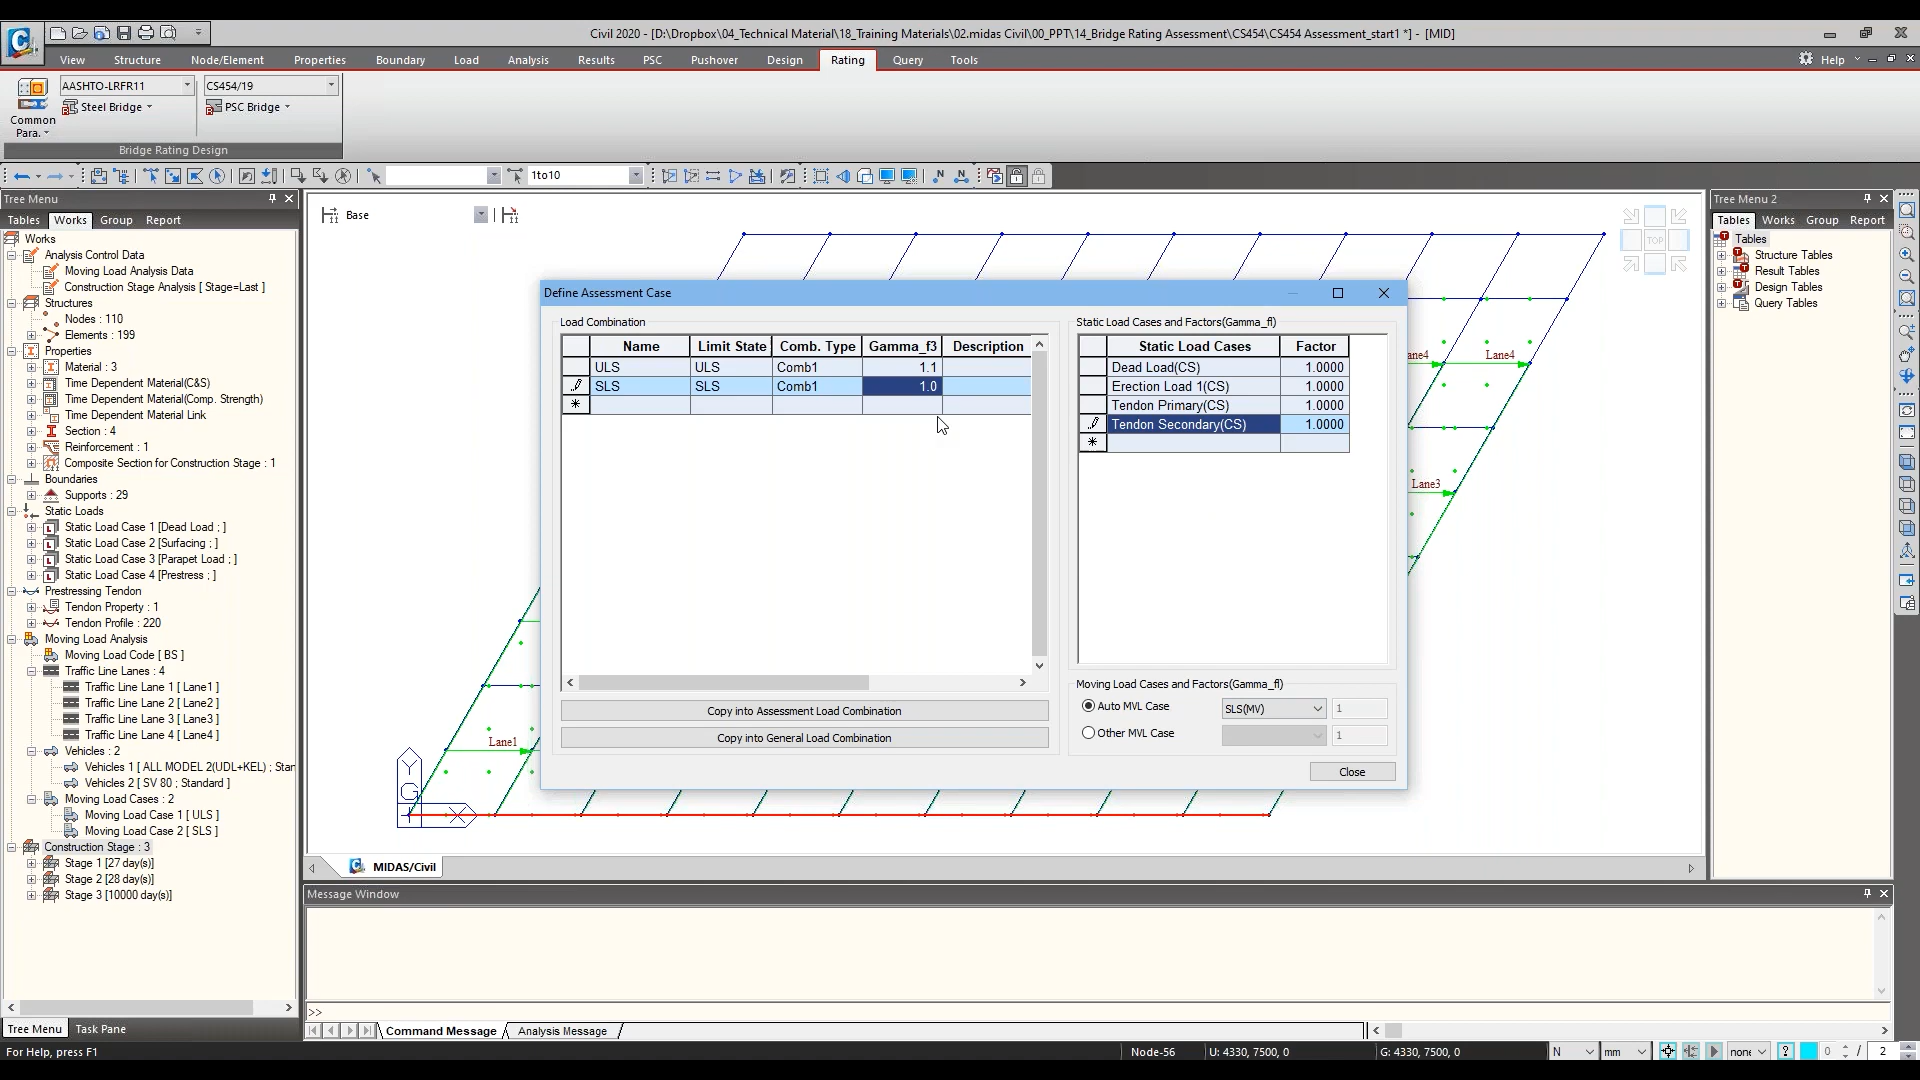 Civil 2020 - [D:\Dropbox\04_Technical Material\18_Training Materials\02.midas Civil\00_PPT\14_Bridge Rating Assessment\CS454\CS454 Assessment_start1 *] - [MID]
View Structure Node/Element Properties Boundary Load Analysis Results PSC Pushover Design Rating Query Tools Help
AASHTO-LRFR11 CS454/19
Steel Bridge PSC Bridge
Common
Para.
Bridge Rating Design
1to10
Tree Menu
Tables Works Group Report
Works
Analysis Control Data
Moving Load Analysis Data
Construction Stage Analysis [ Stage=Last ]
Structures
Nodes : 110
Elements : 199
Properties
Material : 3
Time Dependent Material(C&S)
Time Dependent Material(Comp. Strength)
Time Dependent Material Link
Section : 4
Reinforcement : 1
Composite Section for Construction Stage : 1
Boundaries
Supports : 29
Static Loads
Static Load Case 1 [Dead Load ; ]
Static Load Case 2 [Surfacing ; ]
Static Load Case 3 [Parapet Load ; ]
Static Load Case 4 [Prestress ; ]
Prestressing Tendon
Tendon Property : 1
Tendon Profile : 220
Moving Load Analysis
Moving Load Code [ BS ]
Traffic Line Lanes : 4
Traffic Line Lane 1 [ Lane1 ]
Traffic Line Lane 2 [ Lane2 ]
Traffic Line Lane 3 [ Lane3 ]
Traffic Line Lane 4 [ Lane4 ]
Vehicles : 2
Vehicles 1 [ ALL MODEL 2(UDL+KEL) ; Stan
Vehicles 2 [ SV 80 ; Standard ]
Moving Load Cases : 2
Moving Load Case 1 [ ULS ]
Moving Load Case 2 [ SLS ]
Construction Stage : 3
Stage 1 [27 day(s)]
Stage 2 [28 day(s)]
Stage 3 [10000 day(s)]
Tree Menu Task Pane
Base
TOP
Define Assessment Case
Load Combination
Name Limit State Comb. Type Gamma_f3 Description
ULS ULS Comb1 1.1
SLS SLS Comb1 1.0
*
Copy into Assessment Load Combination
Copy into General Load Combination
Static Load Cases and Factors(Gamma_fl)
Static Load Cases Factor
Dead Load(CS) 1.0000
Erection Load 1(CS) 1.0000
Tendon Primary(CS) 1.0000
Tendon Secondary(CS) 1.0000
*
Moving Load Cases and Factors(Gamma_fl)
Auto MVL Case SLS(MV) 1
Other MVL Case 1
Close
ane4 Lane4
Lane3
Lane1
Y
G
X
MIDAS/Civil
Message Window
>>
Command Message Analysis Message
Tree Menu 2
Tables Works Group Report
Tables
Structure Tables
Result Tables
Design Tables
Query Tables
For Help, press F1 Node-56 U: 4330, 7500, 0 G: 4330, 7500, 0 N mm none ? 0 / 2